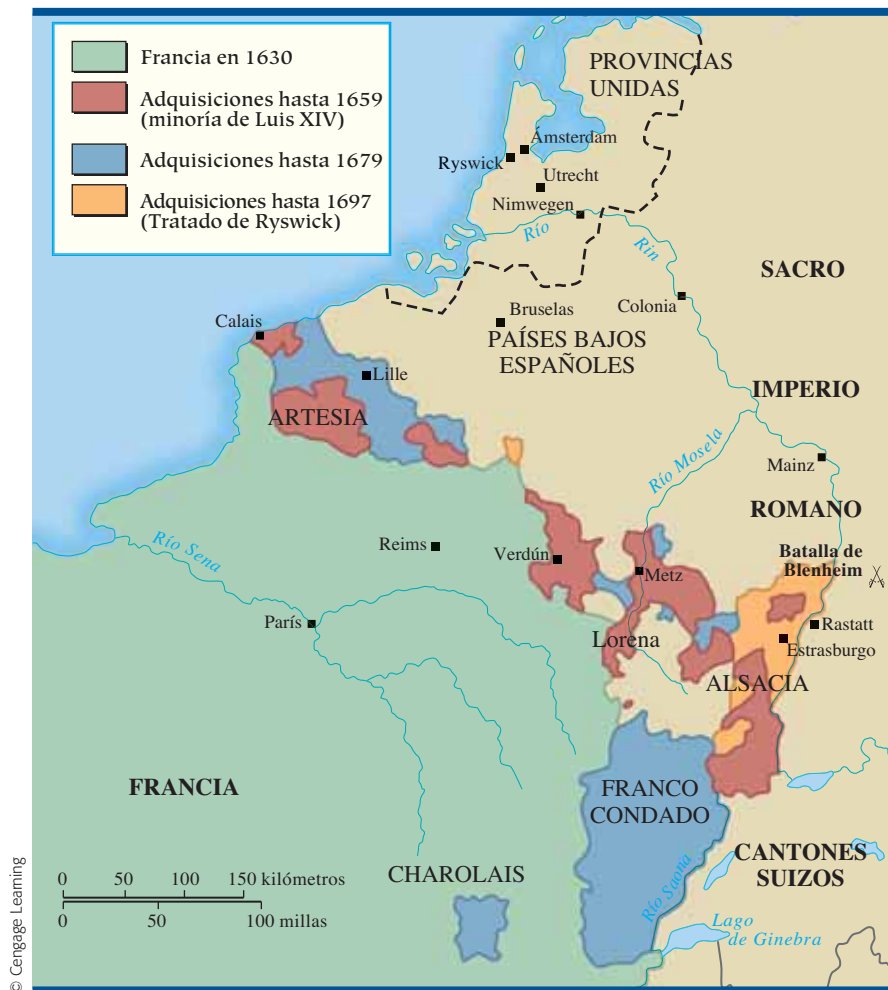 Francia en 1630
Adquisiciones hasta 1659
(minoría de Luis XIV)
Adquisiciones hasta 1679
Adquisiciones hasta 1697
(Tratado de Ryswick)
PROVINCIAS
UNIDAS
Ámsterdam
Ryswick
Utrecht
Nimwegen
Río
Rin
SACRO
Bruselas
Colonia
Calais
PAÍSES BAJOS
ESPAÑOLES
Lille
IMPERIO
ARTESIA
Río Mosela
Mainz
ROMANO
Río Sena
Reims
Verdún
Metz
Batalla de
Blenheim
París
Lorena
Rastatt
Estrasburgo
ALSACIA
FRANCIA
FRANCO
CONDADO
CHAROLAIS
CANTONES
SUIZOS
Río Saona
Lago
de Ginebra
0 50 100 150 kilómetros
0 50 100 millas
© Cengage Learning